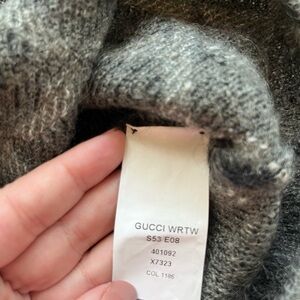 GUCCI WRTW
S53 E08
401092
X7323
COL 1186